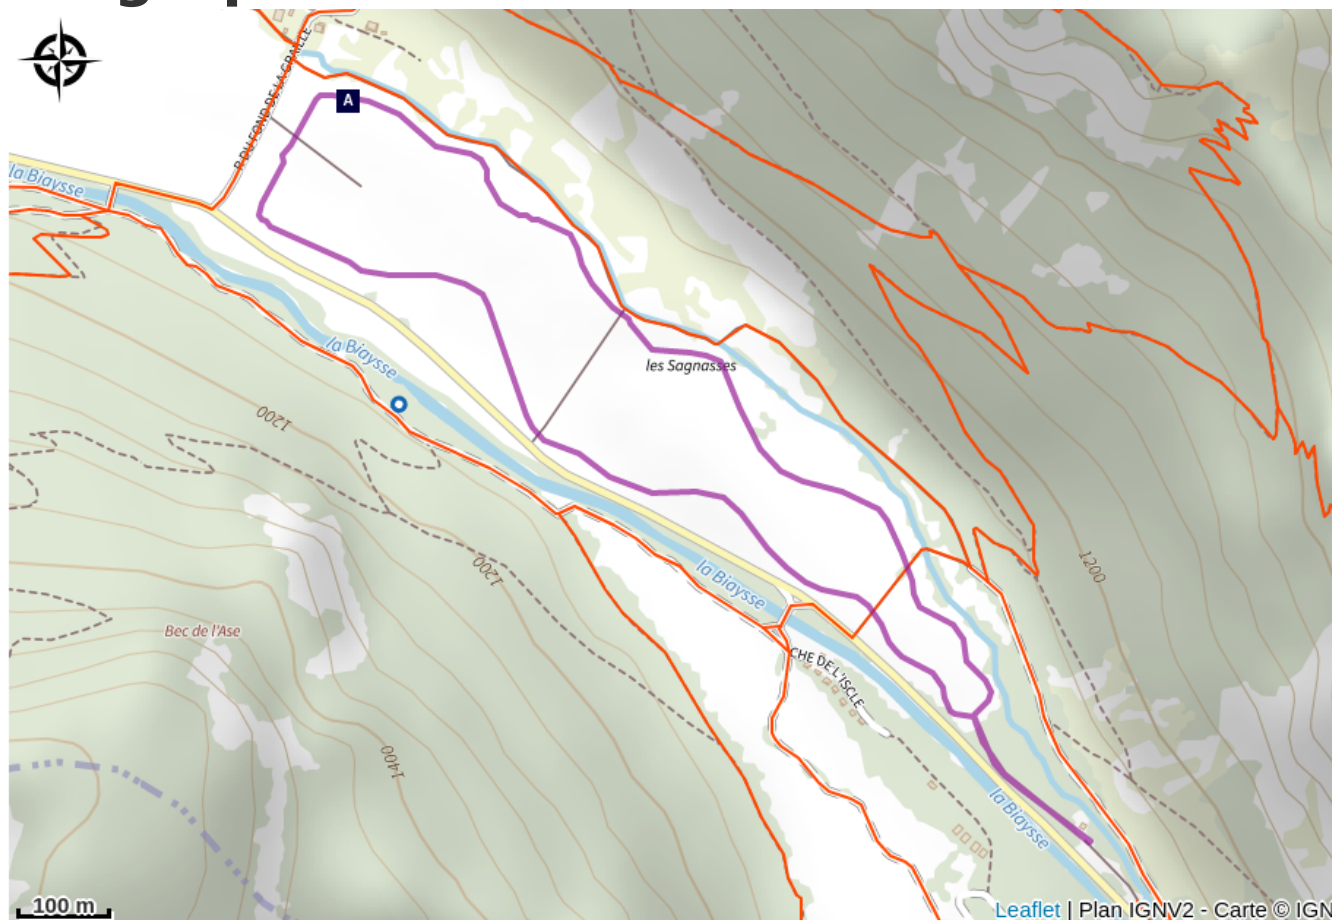 A
R DU FOND DE LA GRAILLE
la Biaysse
la Biaysse
les Sagnasses
1200
1200
1200
la Biaysse
Bec de l'Ase
CHE DE L'ISCLE
1400
la Biaysse
100 m
Leaflet | Plan IGNV2 - Carte © IGN